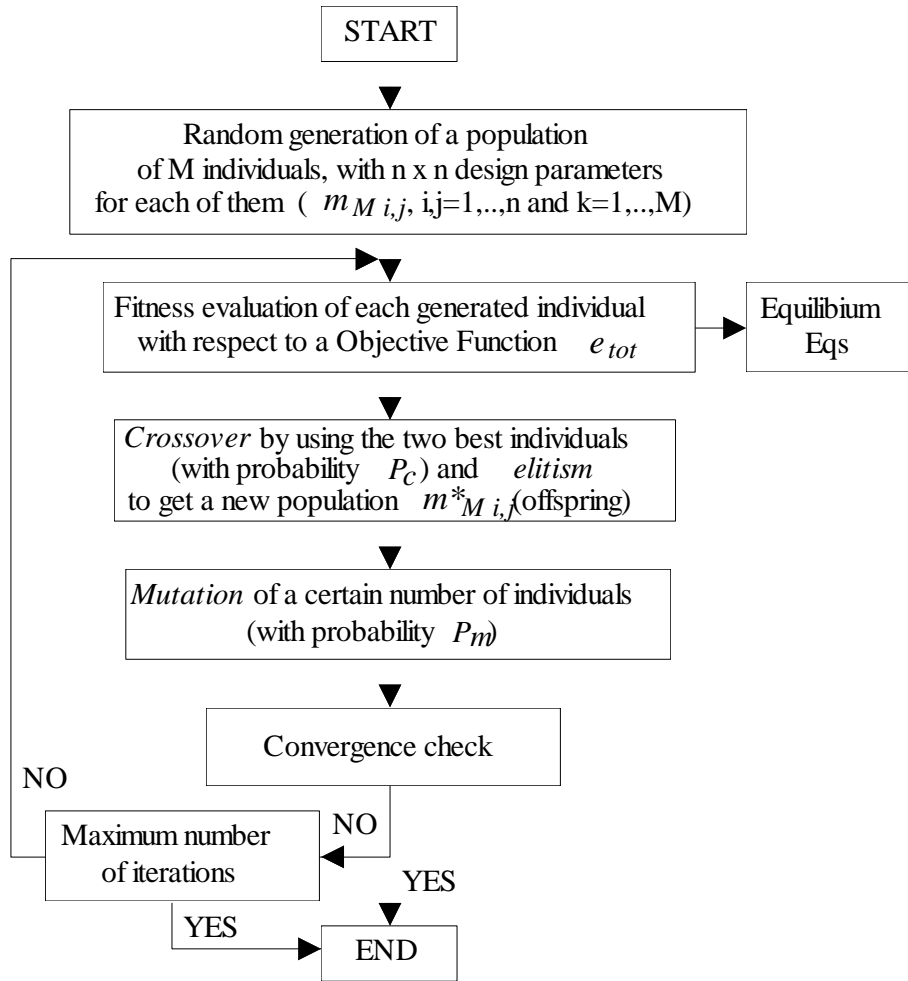 START
Random generation of a population
of M individuals, with n x n design parameters
for each of them ( m_{M i,j}, i,j=1,..,n and k=1,..,M)
Fitness evaluation of each generated individual
with respect to a Objective Function e_{tot}
Equilibium
Eqs
Crossover by using the two best individuals
(with probability P_c) and elitism
to get a new population m*_{M i,j}(offspring)
Mutation of a certain number of individuals
(with probability P_m)
Convergence check
NO
NO
Maximum number
of iterations
YES
YES
END